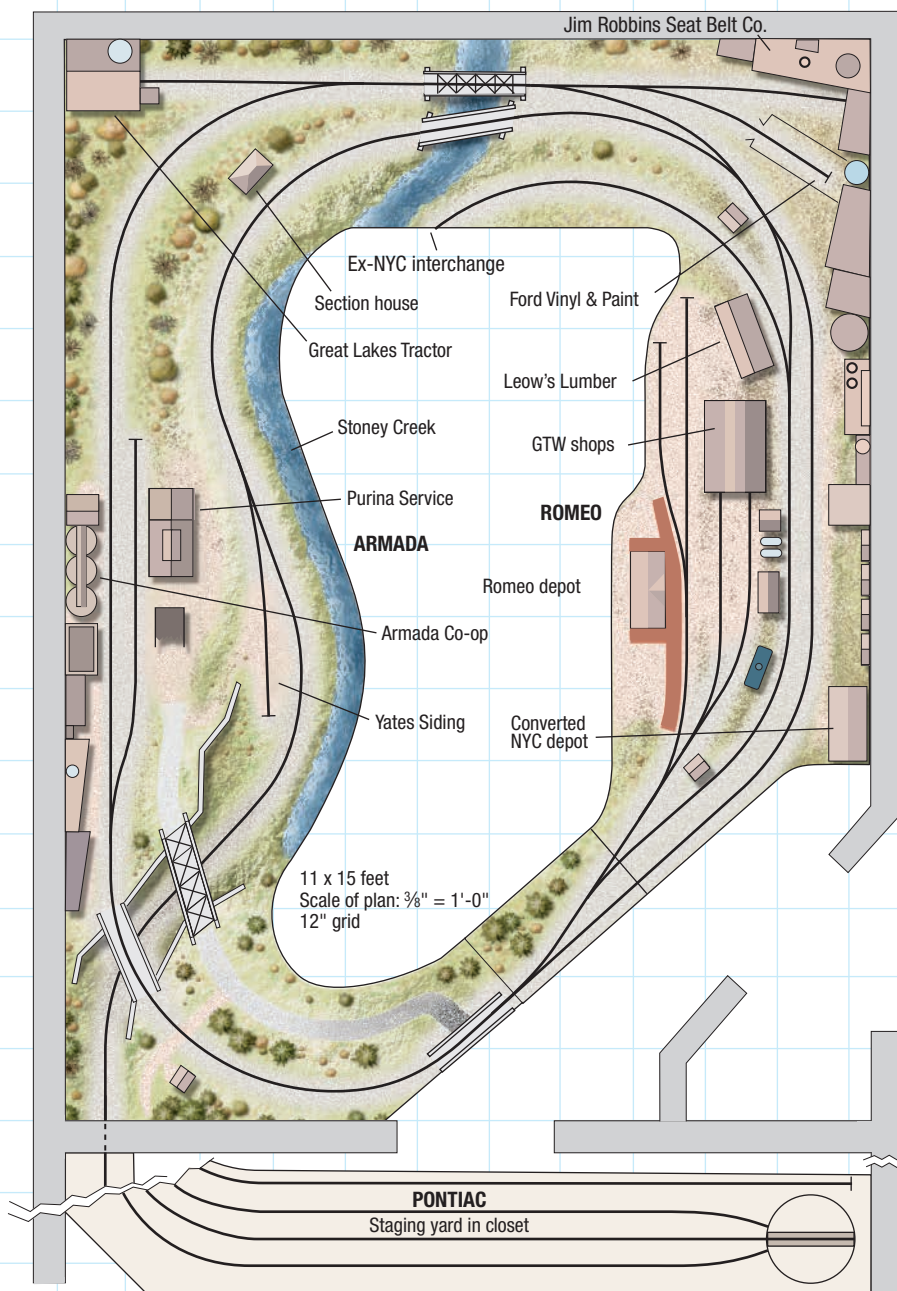 Jim Robbins Seat Belt Co.
Ex-NYC interchange
Section house
Ford Vinyl & Paint
Great Lakes Tractor
Leow's Lumber
Stoney Creek
GTW shops
Purina Service
ROMEO
ARMADA
Romeo depot
Armada Co-op
Yates Siding
Converted
NYC depot
11 x 15 feet
Scale of plan: ⅜" = 1'-0"
12" grid
PONTIAC
Staging yard in closet